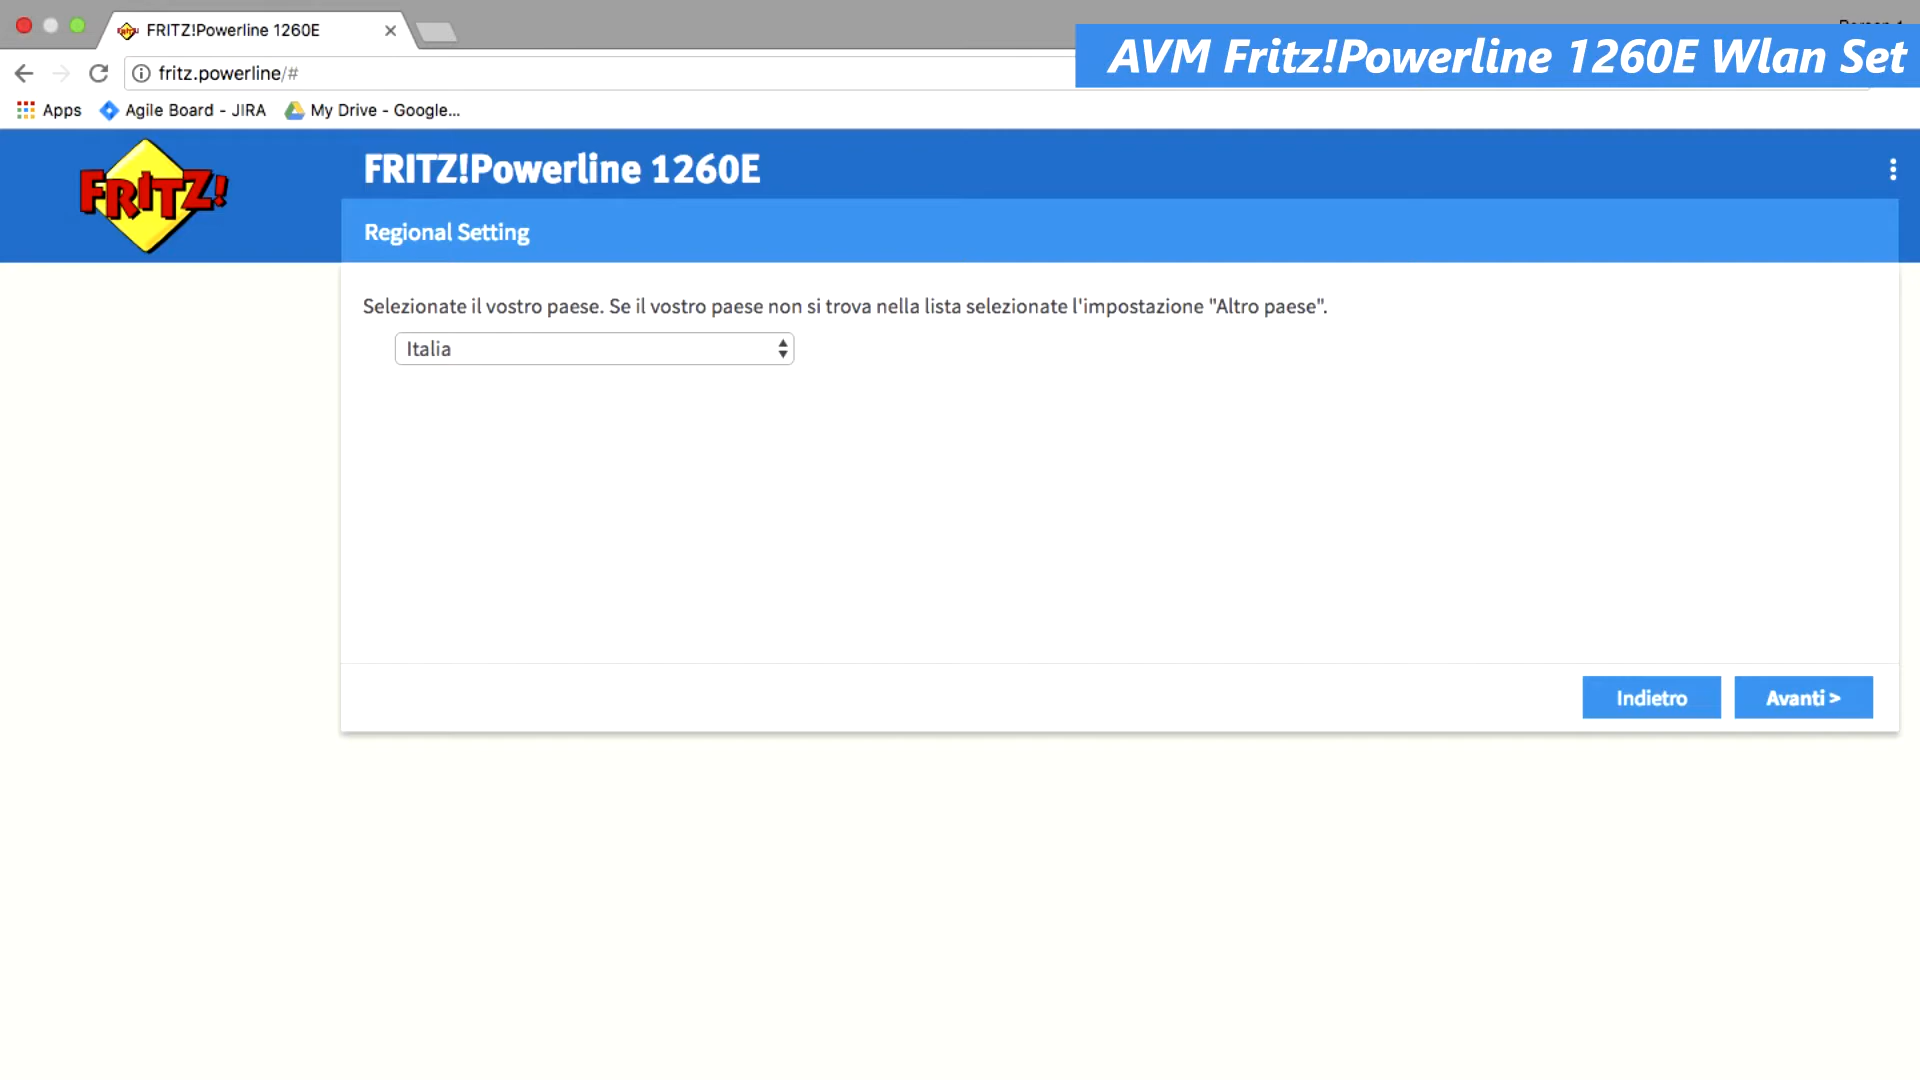 FRITZ!Powerline 1260E
fritz.powerline/#
AVM Fritz!Powerline 1260E Wlan Set
Apps
Agile Board - JIRA
My Drive - Google...
FRITZ!
FRITZ!Powerline 1260E
Regional Setting
Selezionate il vostro paese. Se il vostro paese non si trova nella lista selezionate l'impostazione "Altro paese".
Italia
Indietro
Avanti >